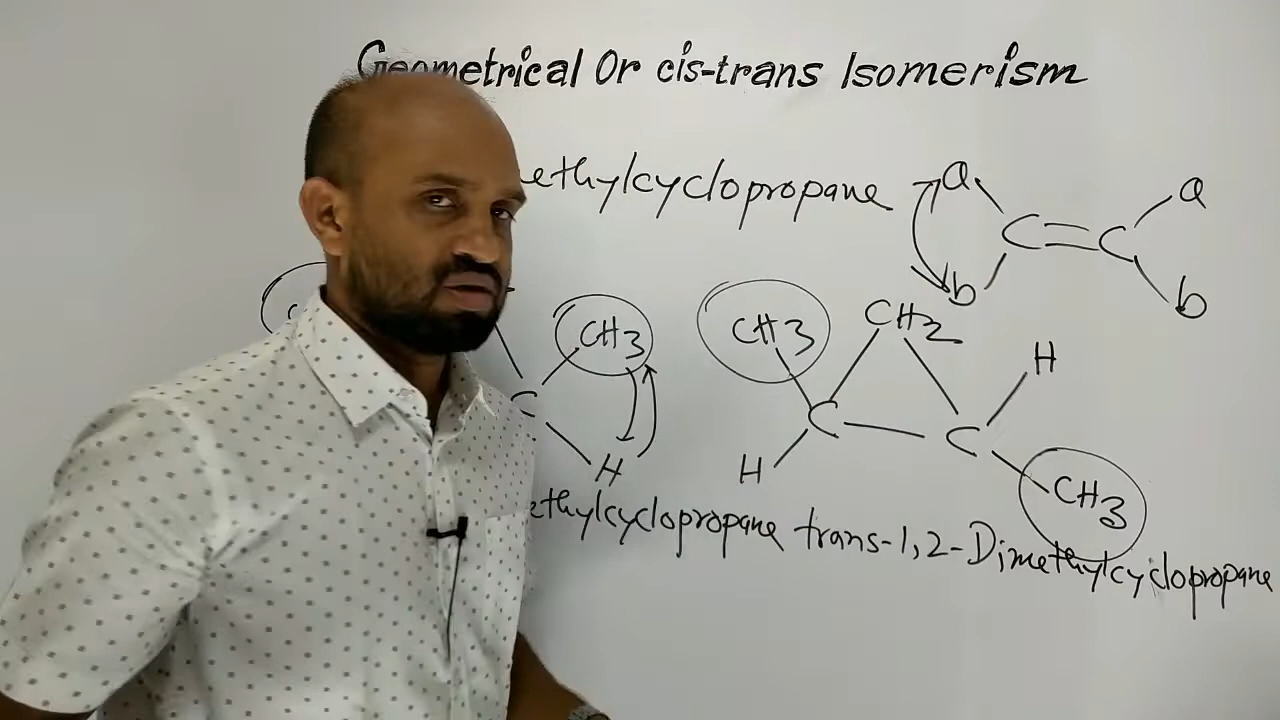 Geometrical Or cis-trans Isomerism
ethylcyclopropane
a a
C=C
b b
CH3 CH3 CH2 H
C C C
H H CH3
ethylcyclopropane trans-1,2-Dimethylcyclopropane